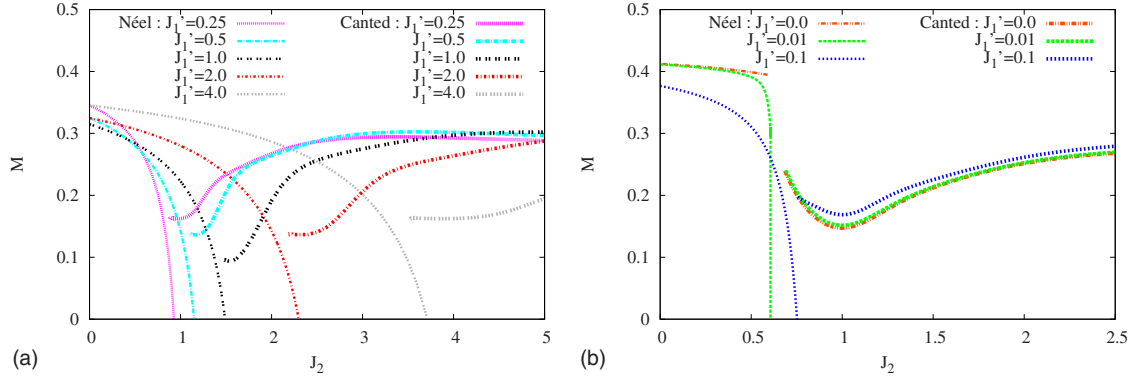 Néel : J1'=0.25
J1'=0.5
J1'=1.0
J1'=2.0
J1'=4.0
Canted : J1'=0.25
J1'=0.5
J1'=1.0
J1'=2.0
J1'=4.0
0.5
0.4
0.3
0.2
0.1
0
M
0 1 2 3 4 5
J2
(a)
Néel : J1'=0.0
J1'=0.01
J1'=0.1
Canted : J1'=0.0
J1'=0.01
J1'=0.1
0.5
0.4
0.3
0.2
0.1
0
M
0 0.5 1 1.5 2 2.5
J2
(b)